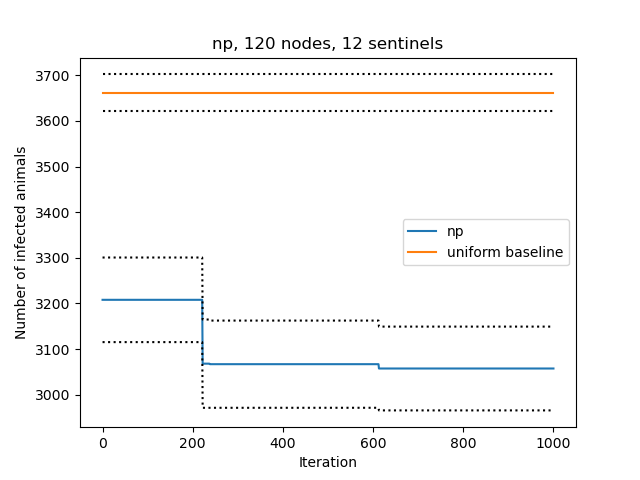 np, 120 nodes, 12 sentinels
3700
3600
3500
3400
3300
3200
3100
3000
Number of infected animals
np
uniform baseline
0
200
400
600
800
1000
Iteration